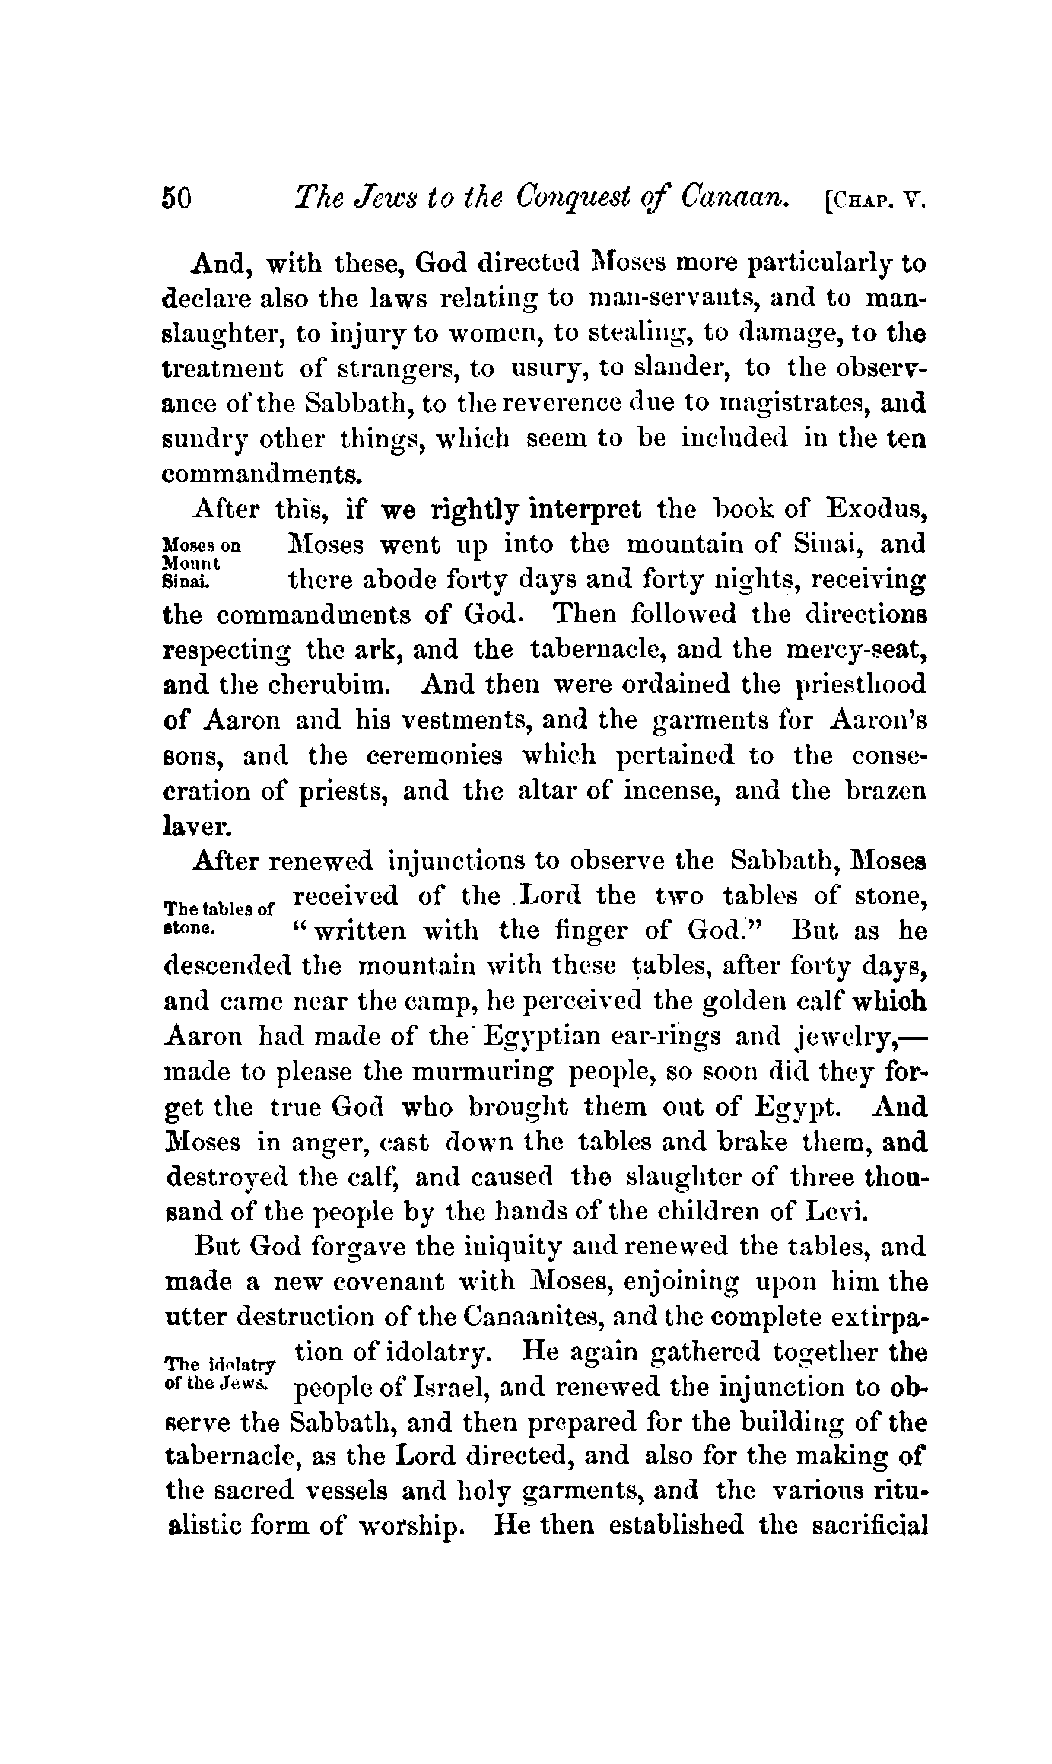 50 The Jews to the Conquest of Canaan. [CHAP. V.
And, with these, God directed Moses more particularly to
declare also the laws relating to man-servants, and to man-
slaughter, to injury to women, to stealing, to damage, to the
treatment of strangers, to usury, to slander, to the observ-
ance of the Sabbath, to the reverence due to magistrates, and
sundry other things, which seem to be included in the ten
commandments.
After this, if we rightly interpret the book of Exodus,
Moses on
Mount
Sinai.
Moses went up into the mountain of Sinai, and
there abode forty days and forty nights, receiving
the commandments of God. Then followed the directions
respecting the ark, and the tabernacle, and the mercy-seat,
and the cherubim. And then were ordained the priesthood
of Aaron and his vestments, and the garments for Aaron's
sons, and the ceremonies which pertained to the conse-
cration of priests, and the altar of incense, and the brazen
laver.
After renewed injunctions to observe the Sabbath, Moses
The tables of
stone.
received of the Lord the two tables of stone,
"written with the finger of God." But as he
descended the mountain with these tables, after forty days,
and came near the camp, he perceived the golden calf which
Aaron had made of the Egyptian ear-rings and jewelry,—
made to please the murmuring people, so soon did they for-
get the true God who brought them out of Egypt. And
Moses in anger, cast down the tables and brake them, and
destroyed the calf, and caused the slaughter of three thou-
sand of the people by the hands of the children of Levi.
But God forgave the iniquity and renewed the tables, and
made a new covenant with Moses, enjoining upon him the
utter destruction of the Canaanites, and the complete extirpa-
The idolatry
of the Jews.
tion of idolatry. He again gathered together the
people of Israel, and renewed the injunction to ob-
serve the Sabbath, and then prepared for the building of the
tabernacle, as the Lord directed, and also for the making of
the sacred vessels and holy garments, and the various ritu-
alistic form of worship. He then established the sacrificial